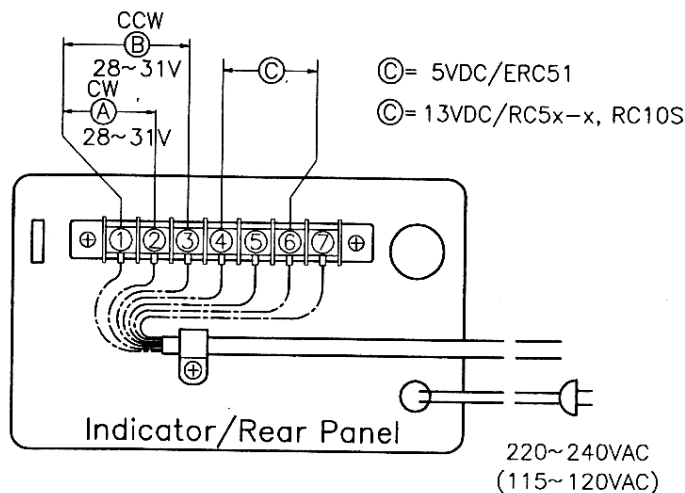 CCW
Ⓑ
28~31V
CW
Ⓐ
28~31V
Ⓒ
Ⓒ= 5VDC/ERC51
Ⓒ= 13VDC/RC5x-x, RC10S
① ② ③ ④ ⑤ ⑥ ⑦
Indicator/Rear Panel
220~240VAC
(115~120VAC)